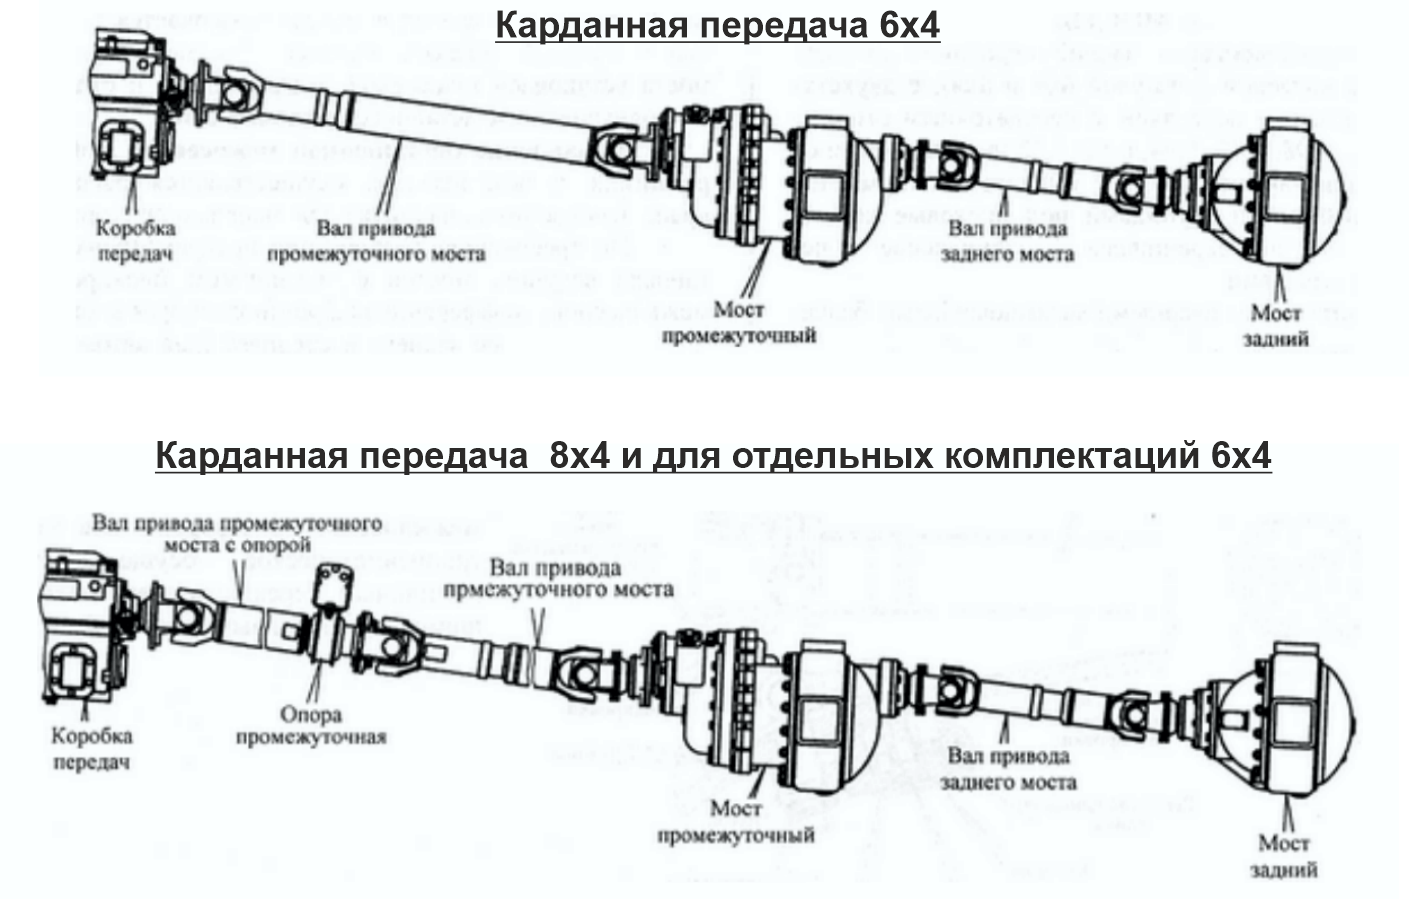 Карданная передача 6х4
Коробка
передач
Вал привода
промежуточного моста
Вал привода
заднего моста
Мост
промежуточный
Мост
задний
Карданная передача 8х4 и для отдельных комплектаций 6х4
Вал привода промежуточного
моста с опорой
Вал привода
прмежуточного моста
Опора
промежуточная
Коробка
передач
Вал привода
заднего моста
Мост
промежуточный
Мост
задний